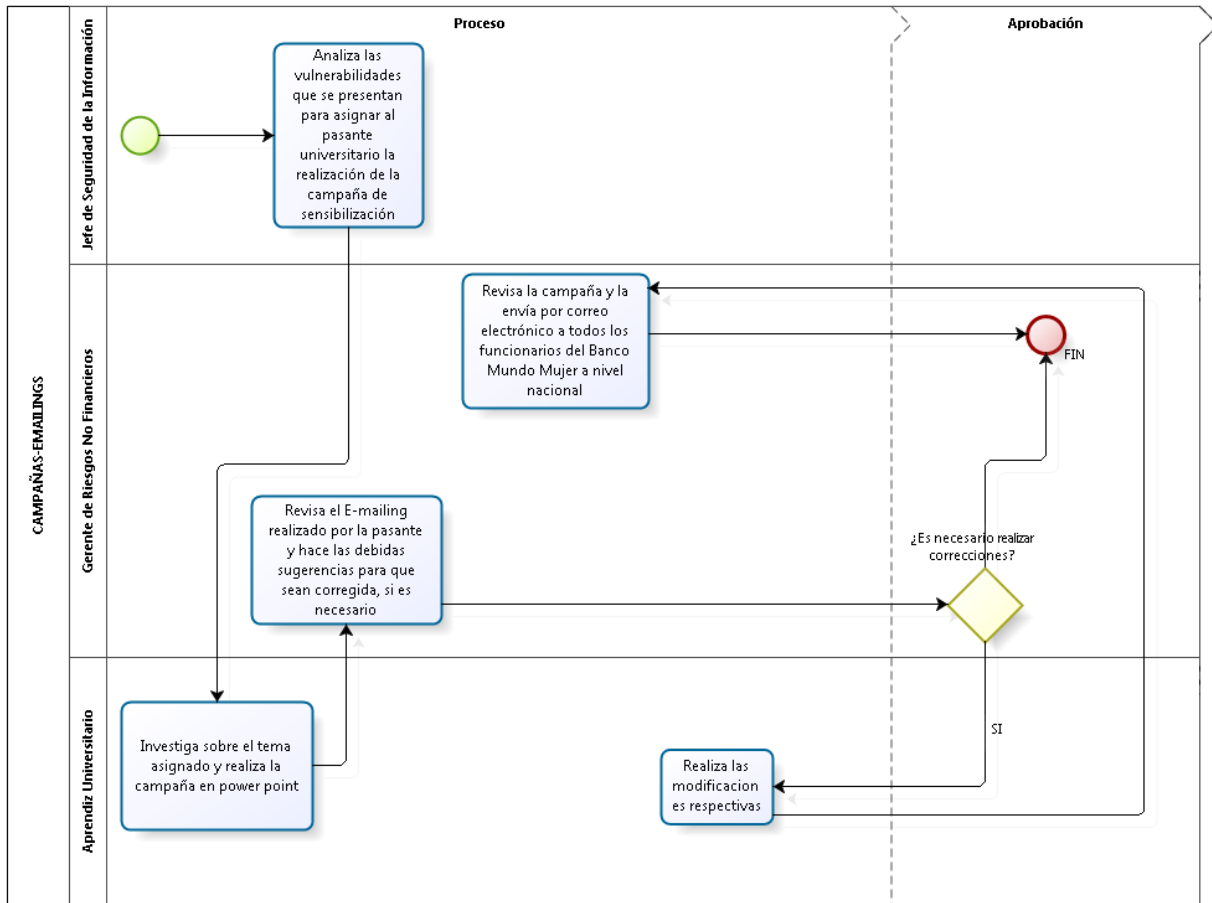 Proceso
Aprobación
CAMPAÑAS-EMAILINGS
Jefe de Seguridad de la Información
Analiza las
vulnerabilidades
que se presentan
para asignar al
pasante
universitario la
realización de la
campaña de
sensibilización
Gerente de Riesgos No Financieros
Revisa la campaña y la
envía por correo
electrónico a todos los
funcionarios del Banco
Mundo Mujer a nivel
nacional
FIN
Revisa el E-mailing
realizado por la pasante
y hace las debidas
sugerencias para que
sean corregida, si es
necesario
¿Es necesario realizar
correcciones?
Aprendiz Universitario
Investiga sobre el tema
asignado y realiza la
campaña en power point
SI
Realiza las
modificacion
es respectivas